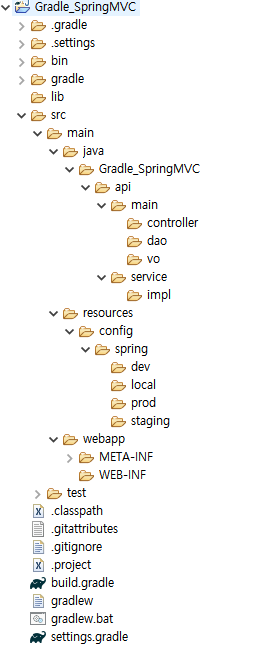 Gradle_SpringMVC
.gradle
.settings
bin
gradle
lib
src
main
java
Gradle_SpringMVC
api
main
controller
dao
vo
service
impl
resources
config
spring
dev
local
prod
staging
webapp
META-INF
WEB-INF
test
.classpath
.gitattributes
.gitignore
.project
build.gradle
gradlew
gradlew.bat
settings.gradle